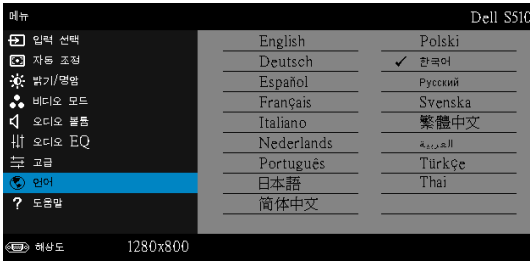 메뉴
Dell S510
입력 선택
자동 조정
밝기/명암
비디오 모드
오디오 볼륨
오디오 EQ
고급
언어
도움말
English
Deutsch
Español
Français
Italiano
Nederlands
Português
日本語
简体中文
Polski
한국어
Русский
Svenska
繁體中文
العربية
Türkçe
Thai
해상도 1280x800